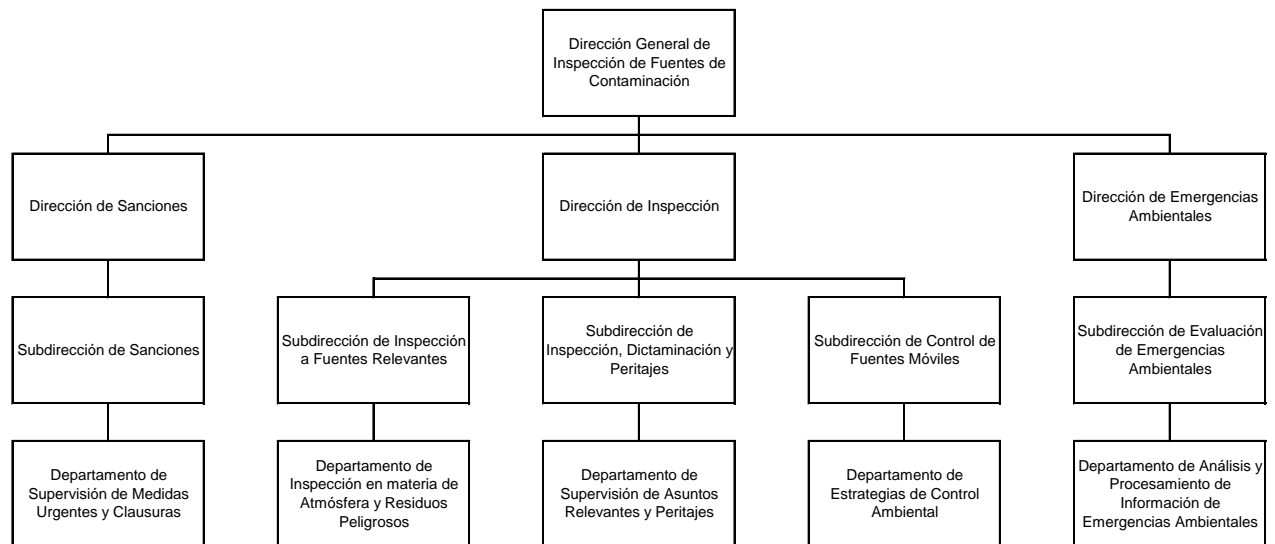 Dirección General de
Inspección de Fuentes de
Contaminación
Dirección de Sanciones
Dirección de Inspección
Dirección de Emergencias
Ambientales
Subdirección de Sanciones
Subdirección de Inspección
a Fuentes Relevantes
Subdirección de
Inspección, Dictaminación y
Peritajes
Subdirección de Control de
Fuentes Móviles
Subdirección de Evaluación
de Emergencias
Ambientales
Departamento de
Supervisión de Medidas
Urgentes y Clausuras
Departamento de
Inspección en materia de
Atmósfera y Residuos
Peligrosos
Departamento de
Supervisión de Asuntos
Relevantes y Peritajes
Departamento de
Estrategias de Control
Ambiental
Departamento de Análisis y
Procesamiento de
Información de
Emergencias Ambientales